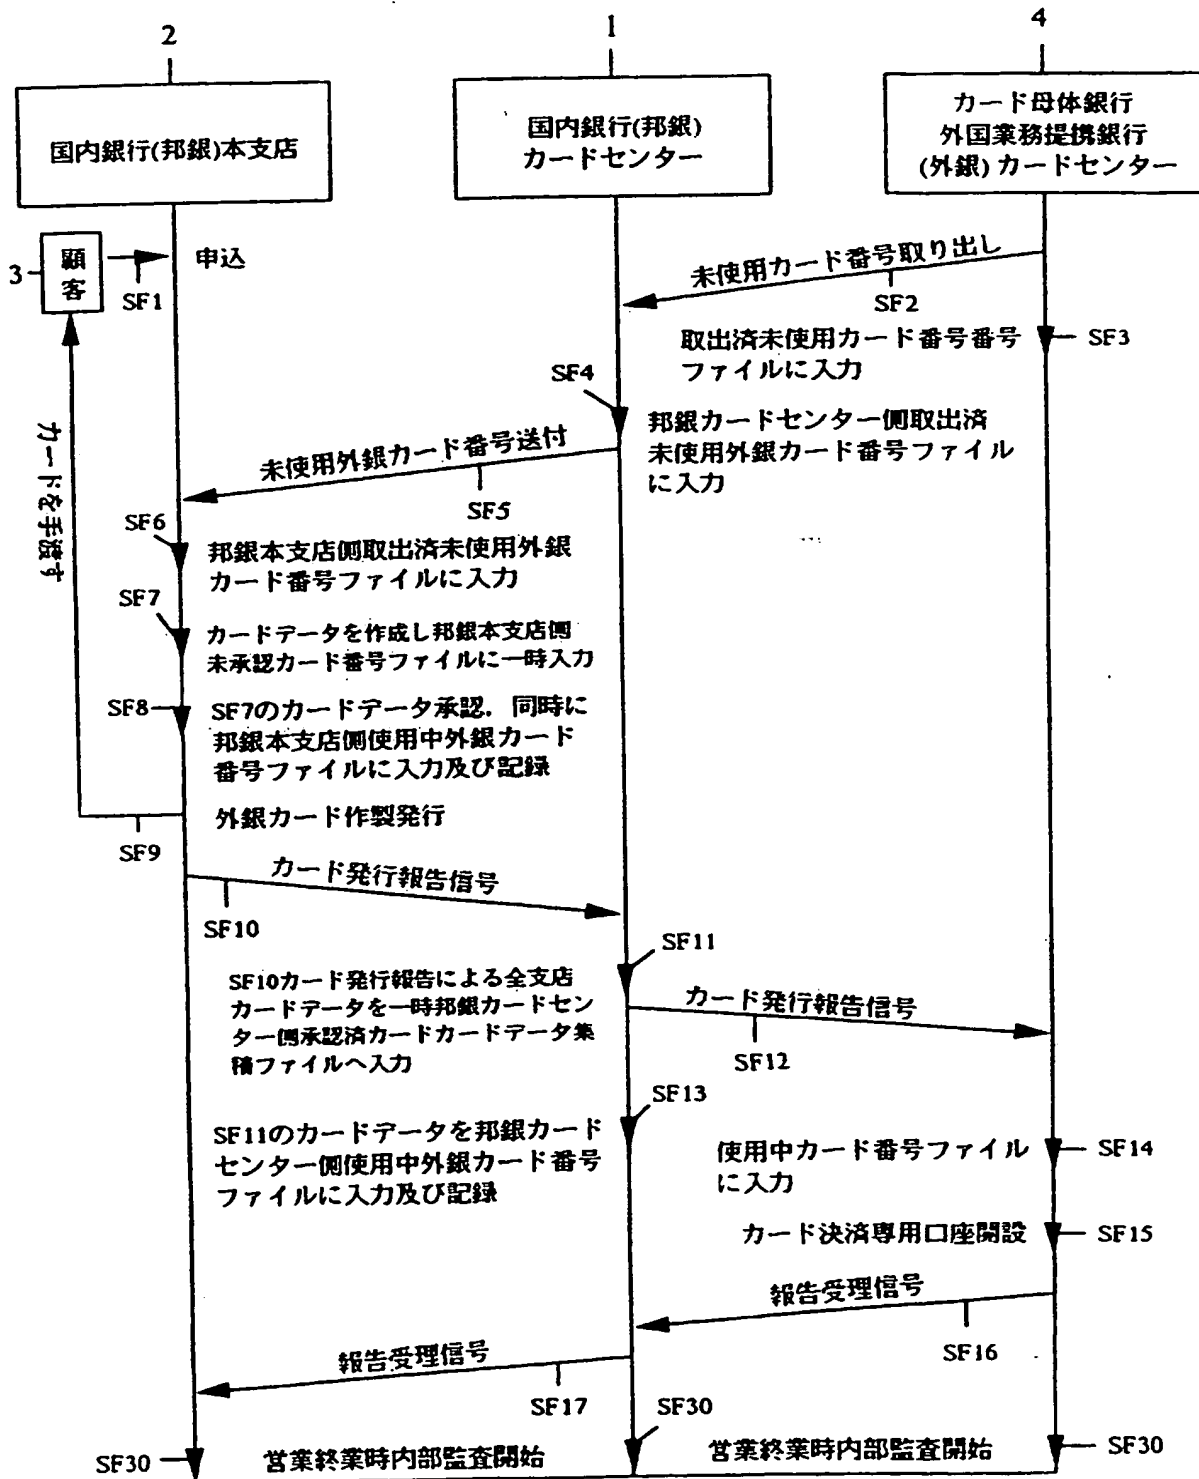 2
1
4
国内銀行(邦銀)本支店
国内銀行(邦銀)
カードセンター
カード母体銀行
外国業務提携銀行
(外銀) カードセンター
3
顧客
SF1
申込
未使用カード番号取り出し
SF2
取出済未使用カード番号番号
ファイルに入力
SF3
SF4
邦銀カードセンター側取出済
未使用外銀カード番号ファイル
に入力
未使用外銀カード番号送付
SF5
カードを手渡す
SF6
邦銀本支店側取出済未使用外銀
カード番号ファイルに入力
SF7
カードデータを作成し邦銀本支店側
未承認カード番号ファイルに一時入力
SF8
SF7のカードデータ承認. 同時に
邦銀本支店側使用中外銀カード
番号ファイルに入力及び記録
外銀カード作製発行
SF9
カード発行報告信号
SF10
SF11
SF10カード発行報告による全支店
カードデータを一時邦銀カードセン
ター側承認済カードカードデータ集
積ファイルへ入力
カード発行報告信号
SF12
SF13
SF11のカードデータを邦銀カード
センター側使用中外銀カード番号
ファイルに入力及び記録
使用中カード番号ファイル
に入力
SF14
カード決済専用口座開設
SF15
報告受理信号
SF16
報告受理信号
SF17
SF30
SF30
営業終業時内部監査開始
営業終業時内部監査開始
SF30